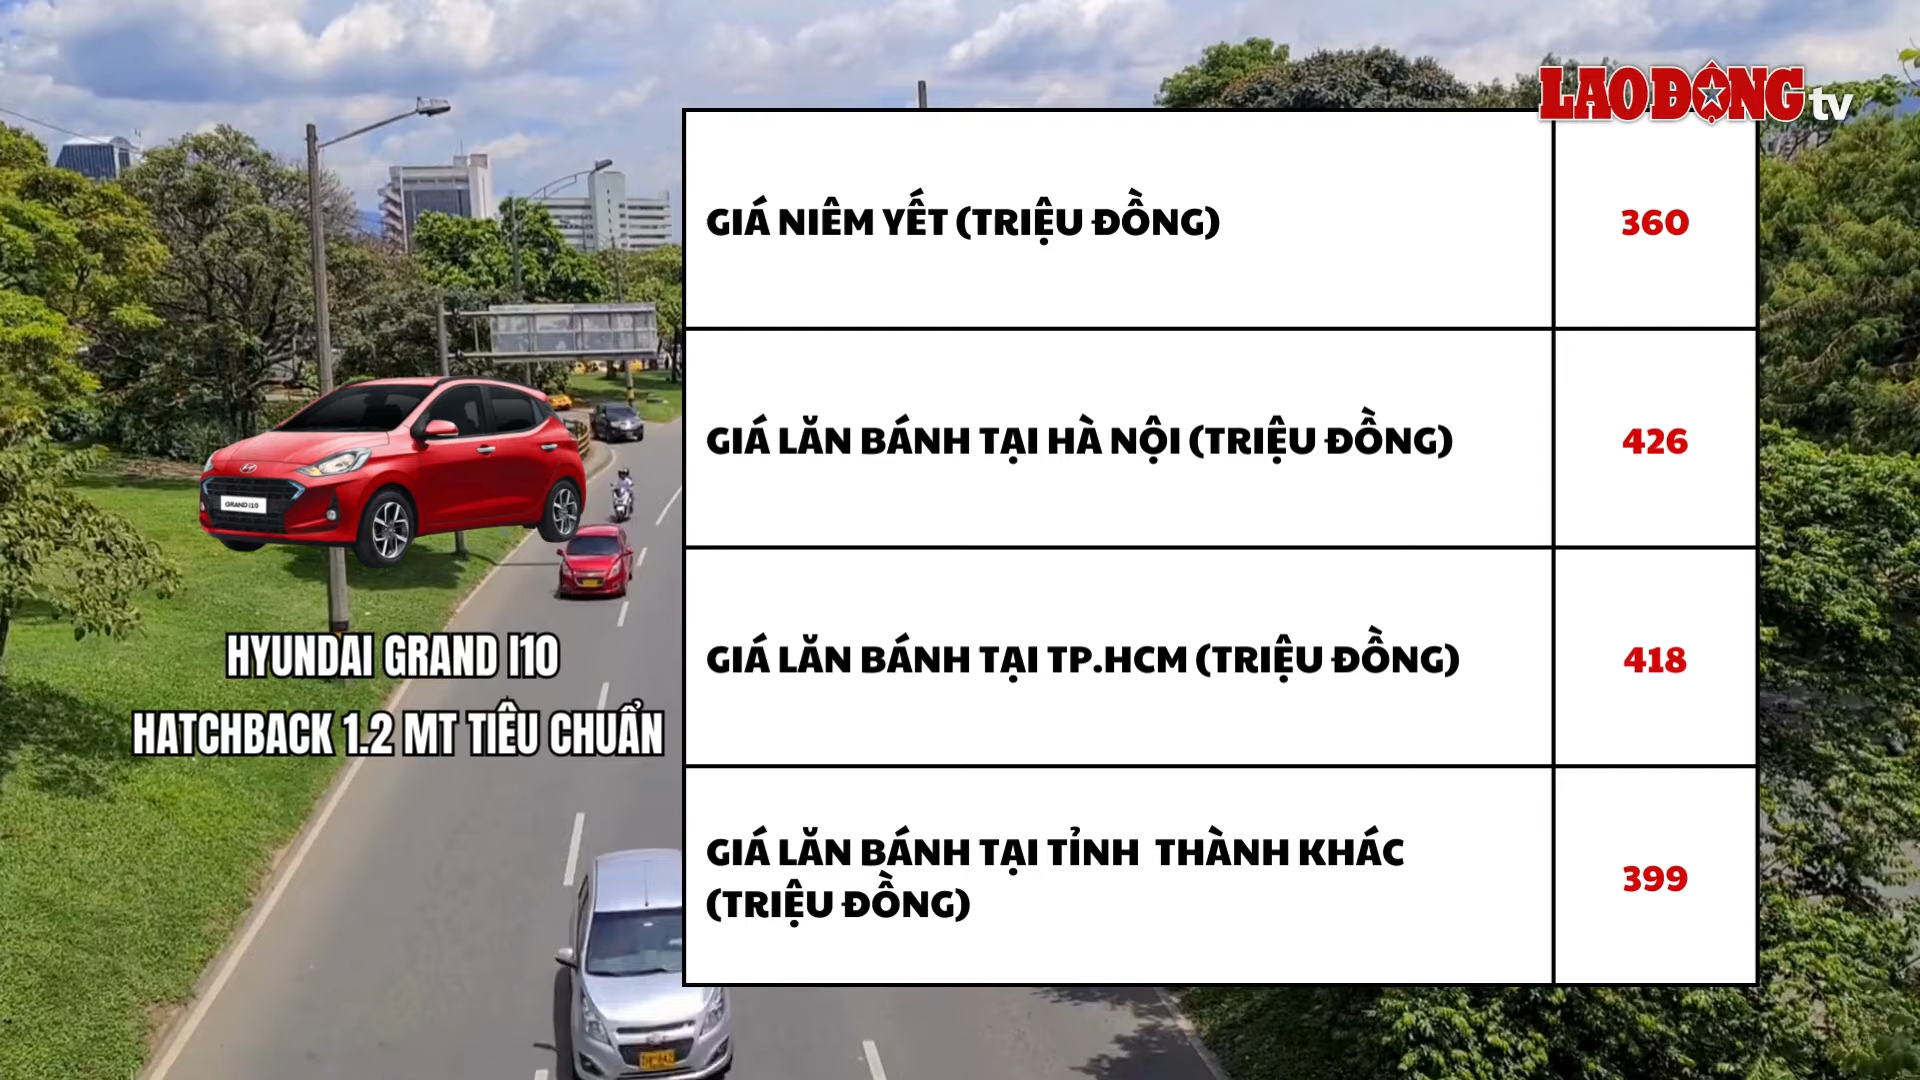 LAO ĐỘNG tv
GIÁ NIÊM YẾT (TRIỆU ĐỒNG)
360
GIÁ LĂN BÁNH TẠI HÀ NỘI (TRIỆU ĐỒNG)
426
GIÁ LĂN BÁNH TẠI TP.HCM (TRIỆU ĐỒNG)
418
GIÁ LĂN BÁNH TẠI TỈNH THÀNH KHÁC
(TRIỆU ĐỒNG)
399
GRAND i10
HYUNDAI GRAND I10
HATCHBACK 1.2 MT TIÊU CHUẨN